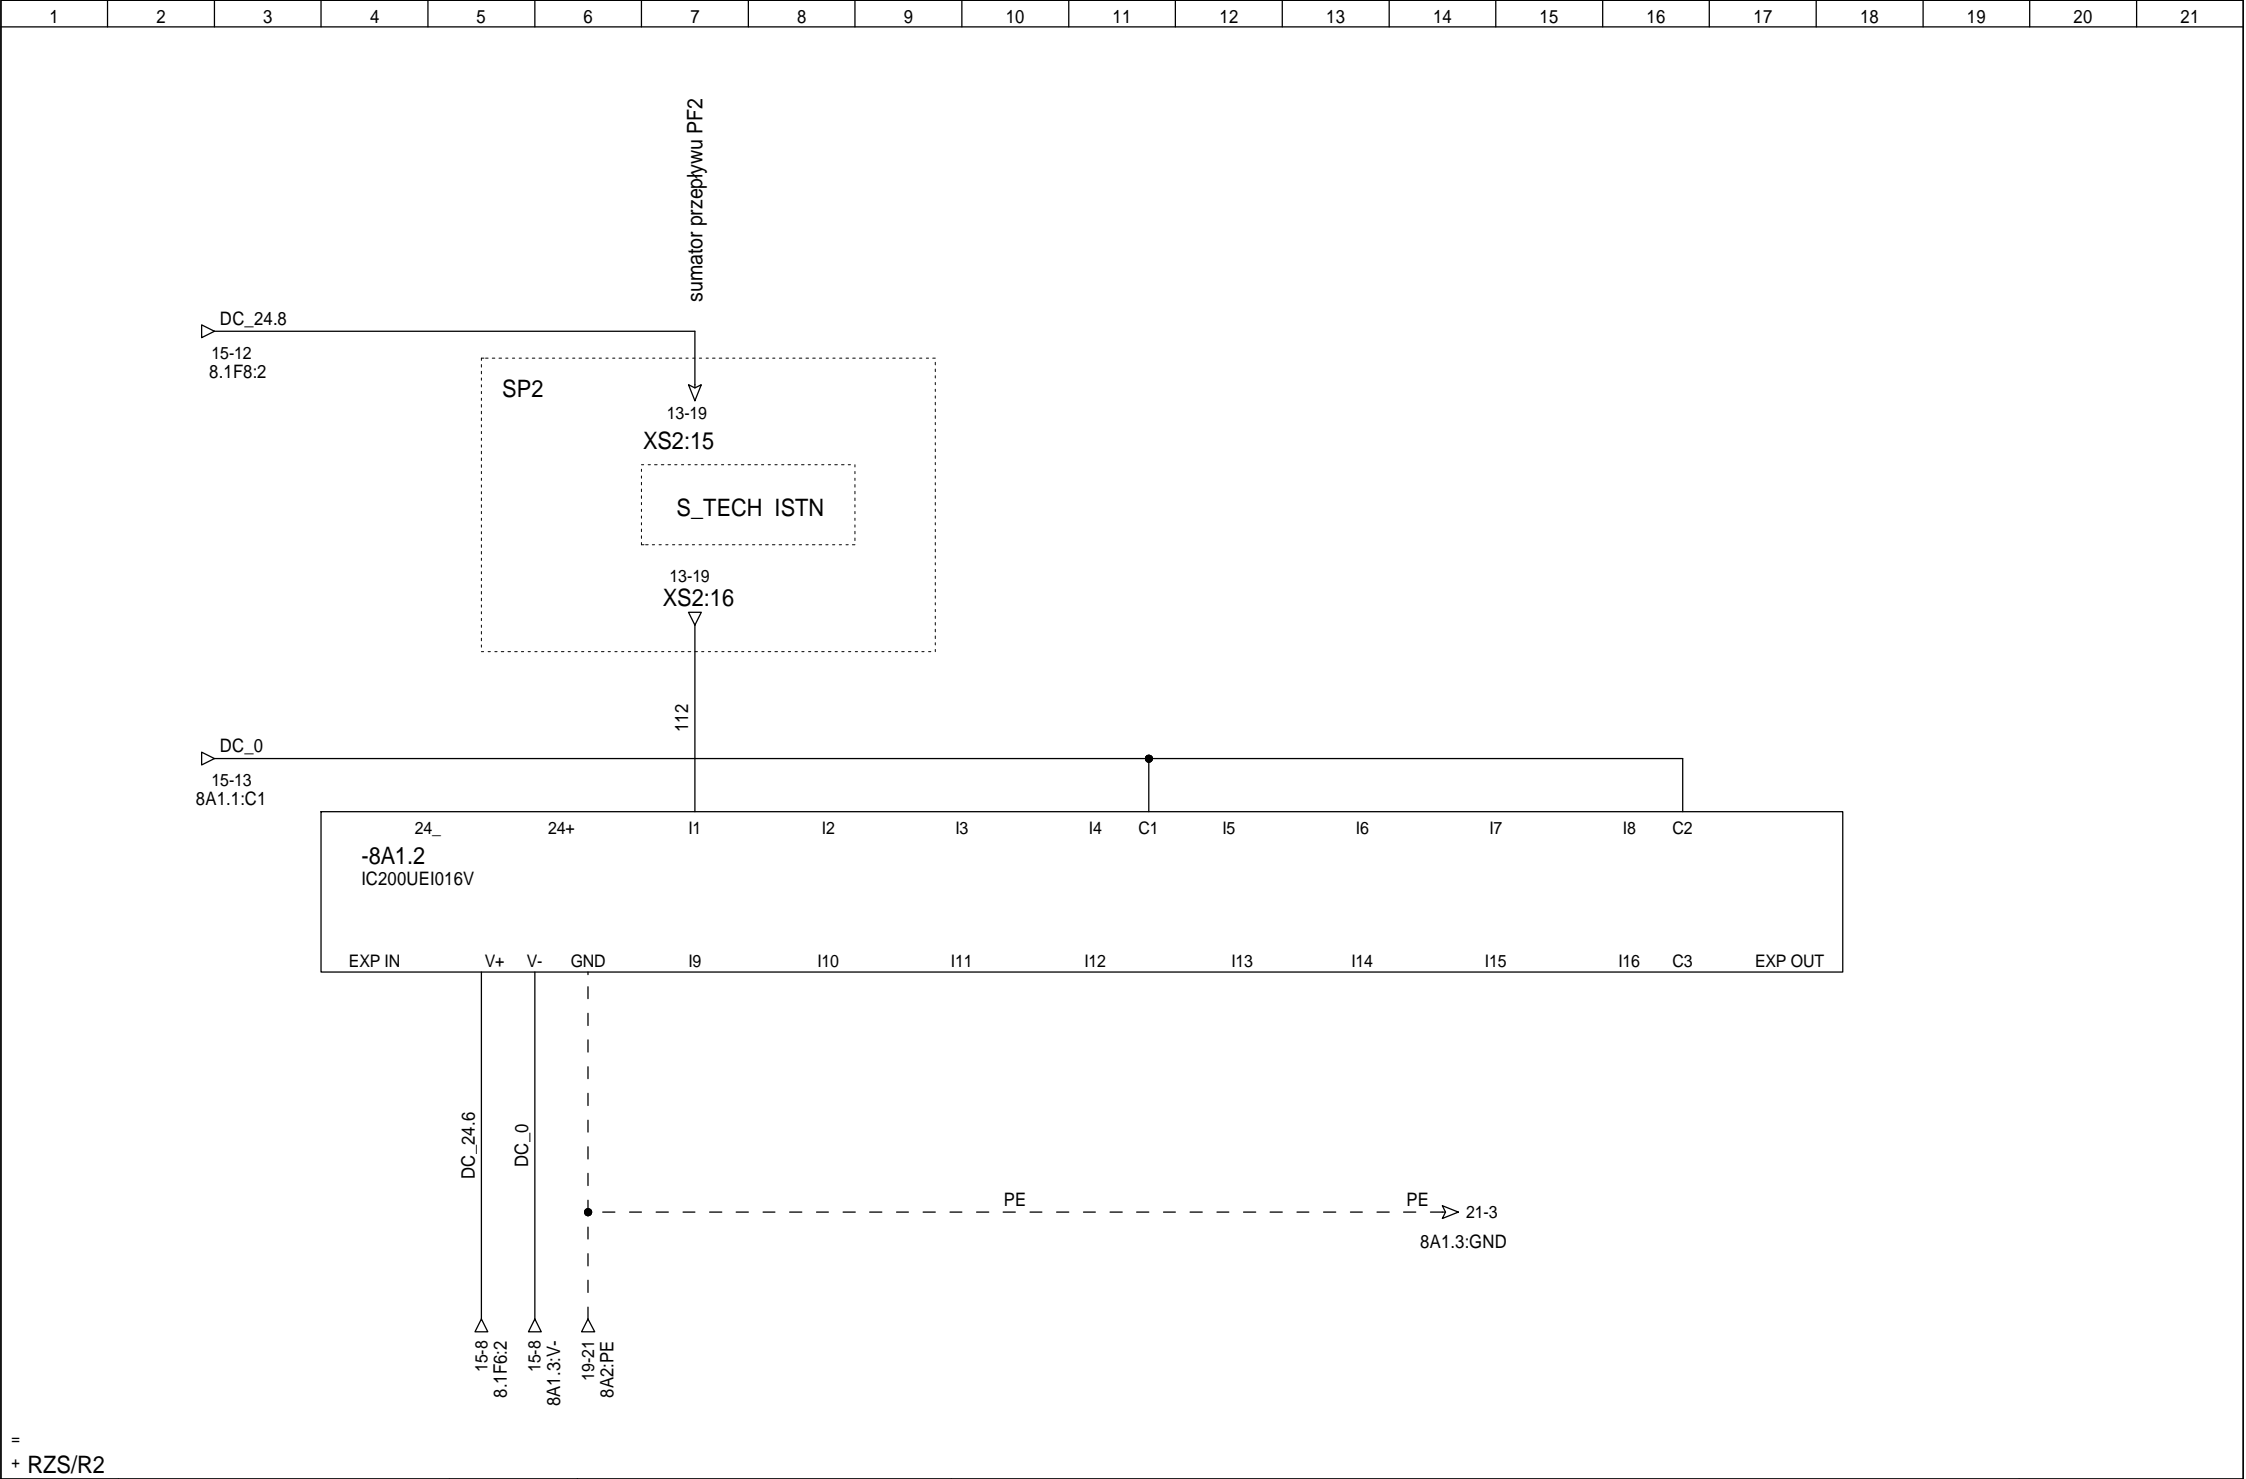 1 2 3 4 5 6 7 8 9 10 11 12 13 14 15 16 17 18 19 20 21
sumator przepływu PF2
DC_24.8
15-12
8.1F8:2
SP2
13-19
XS2:15
S_TECH ISTN
13-19
XS2:16
112
DC_0
15-13
8A1.1:C1
24_ 24+ I1 I2 I3 I4 C1 I5 I6 I7 I8 C2
-8A1.2
IC200UEI016V
EXP IN V+ V- GND I9 I10 I11 I12 I13 I14 I15 I16 C3 EXP OUT
DC_24.6
DC_0
PE
PE
21-3
8A1.3:GND
15-8
8.1F6:2
15-8
8A1.3:V-
19-21
8A2:PE
=
+ RZS/R2